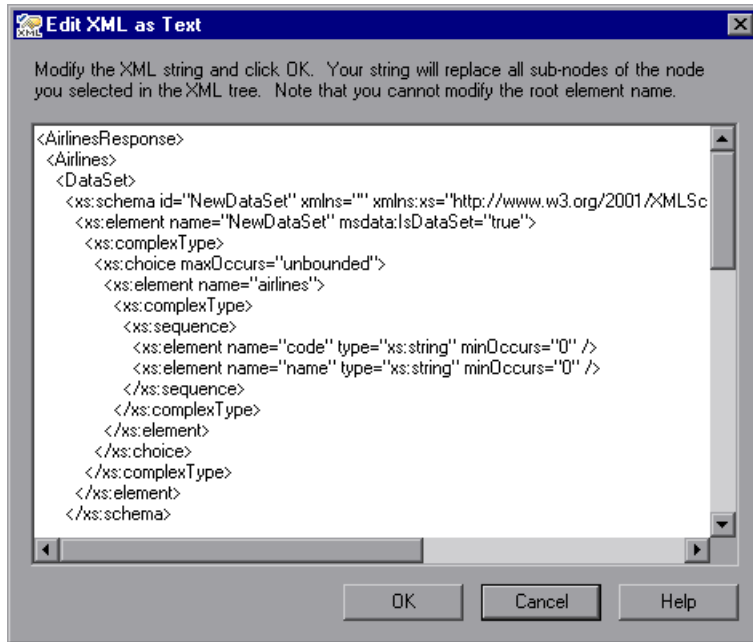 XML Edit XML as Text
Modify the XML string and click OK. Your string will replace all sub-nodes of the node
you selected in the XML tree. Note that you cannot modify the root element name.
<AirlinesResponse>
<Airlines>
<DataSet>
<xs:schema id="NewDataSet" xmlns="" xmlns:xs="http://www.w3.org/2001/XMLSc
<xs:element name="NewDataSet" msdata:IsDataSet="true">
<xs:complexType>
<xs:choice maxOccurs="unbounded">
<xs:element name="airlines">
<xs:complexType>
<xs:sequence>
<xs:element name="code" type="xs:string" minOccurs="0" />
<xs:element name="name" type="xs:string" minOccurs="0" />
</xs:sequence>
</xs:complexType>
</xs:element>
</xs:choice>
</xs:complexType>
</xs:element>
</xs:schema>
OK Cancel Help